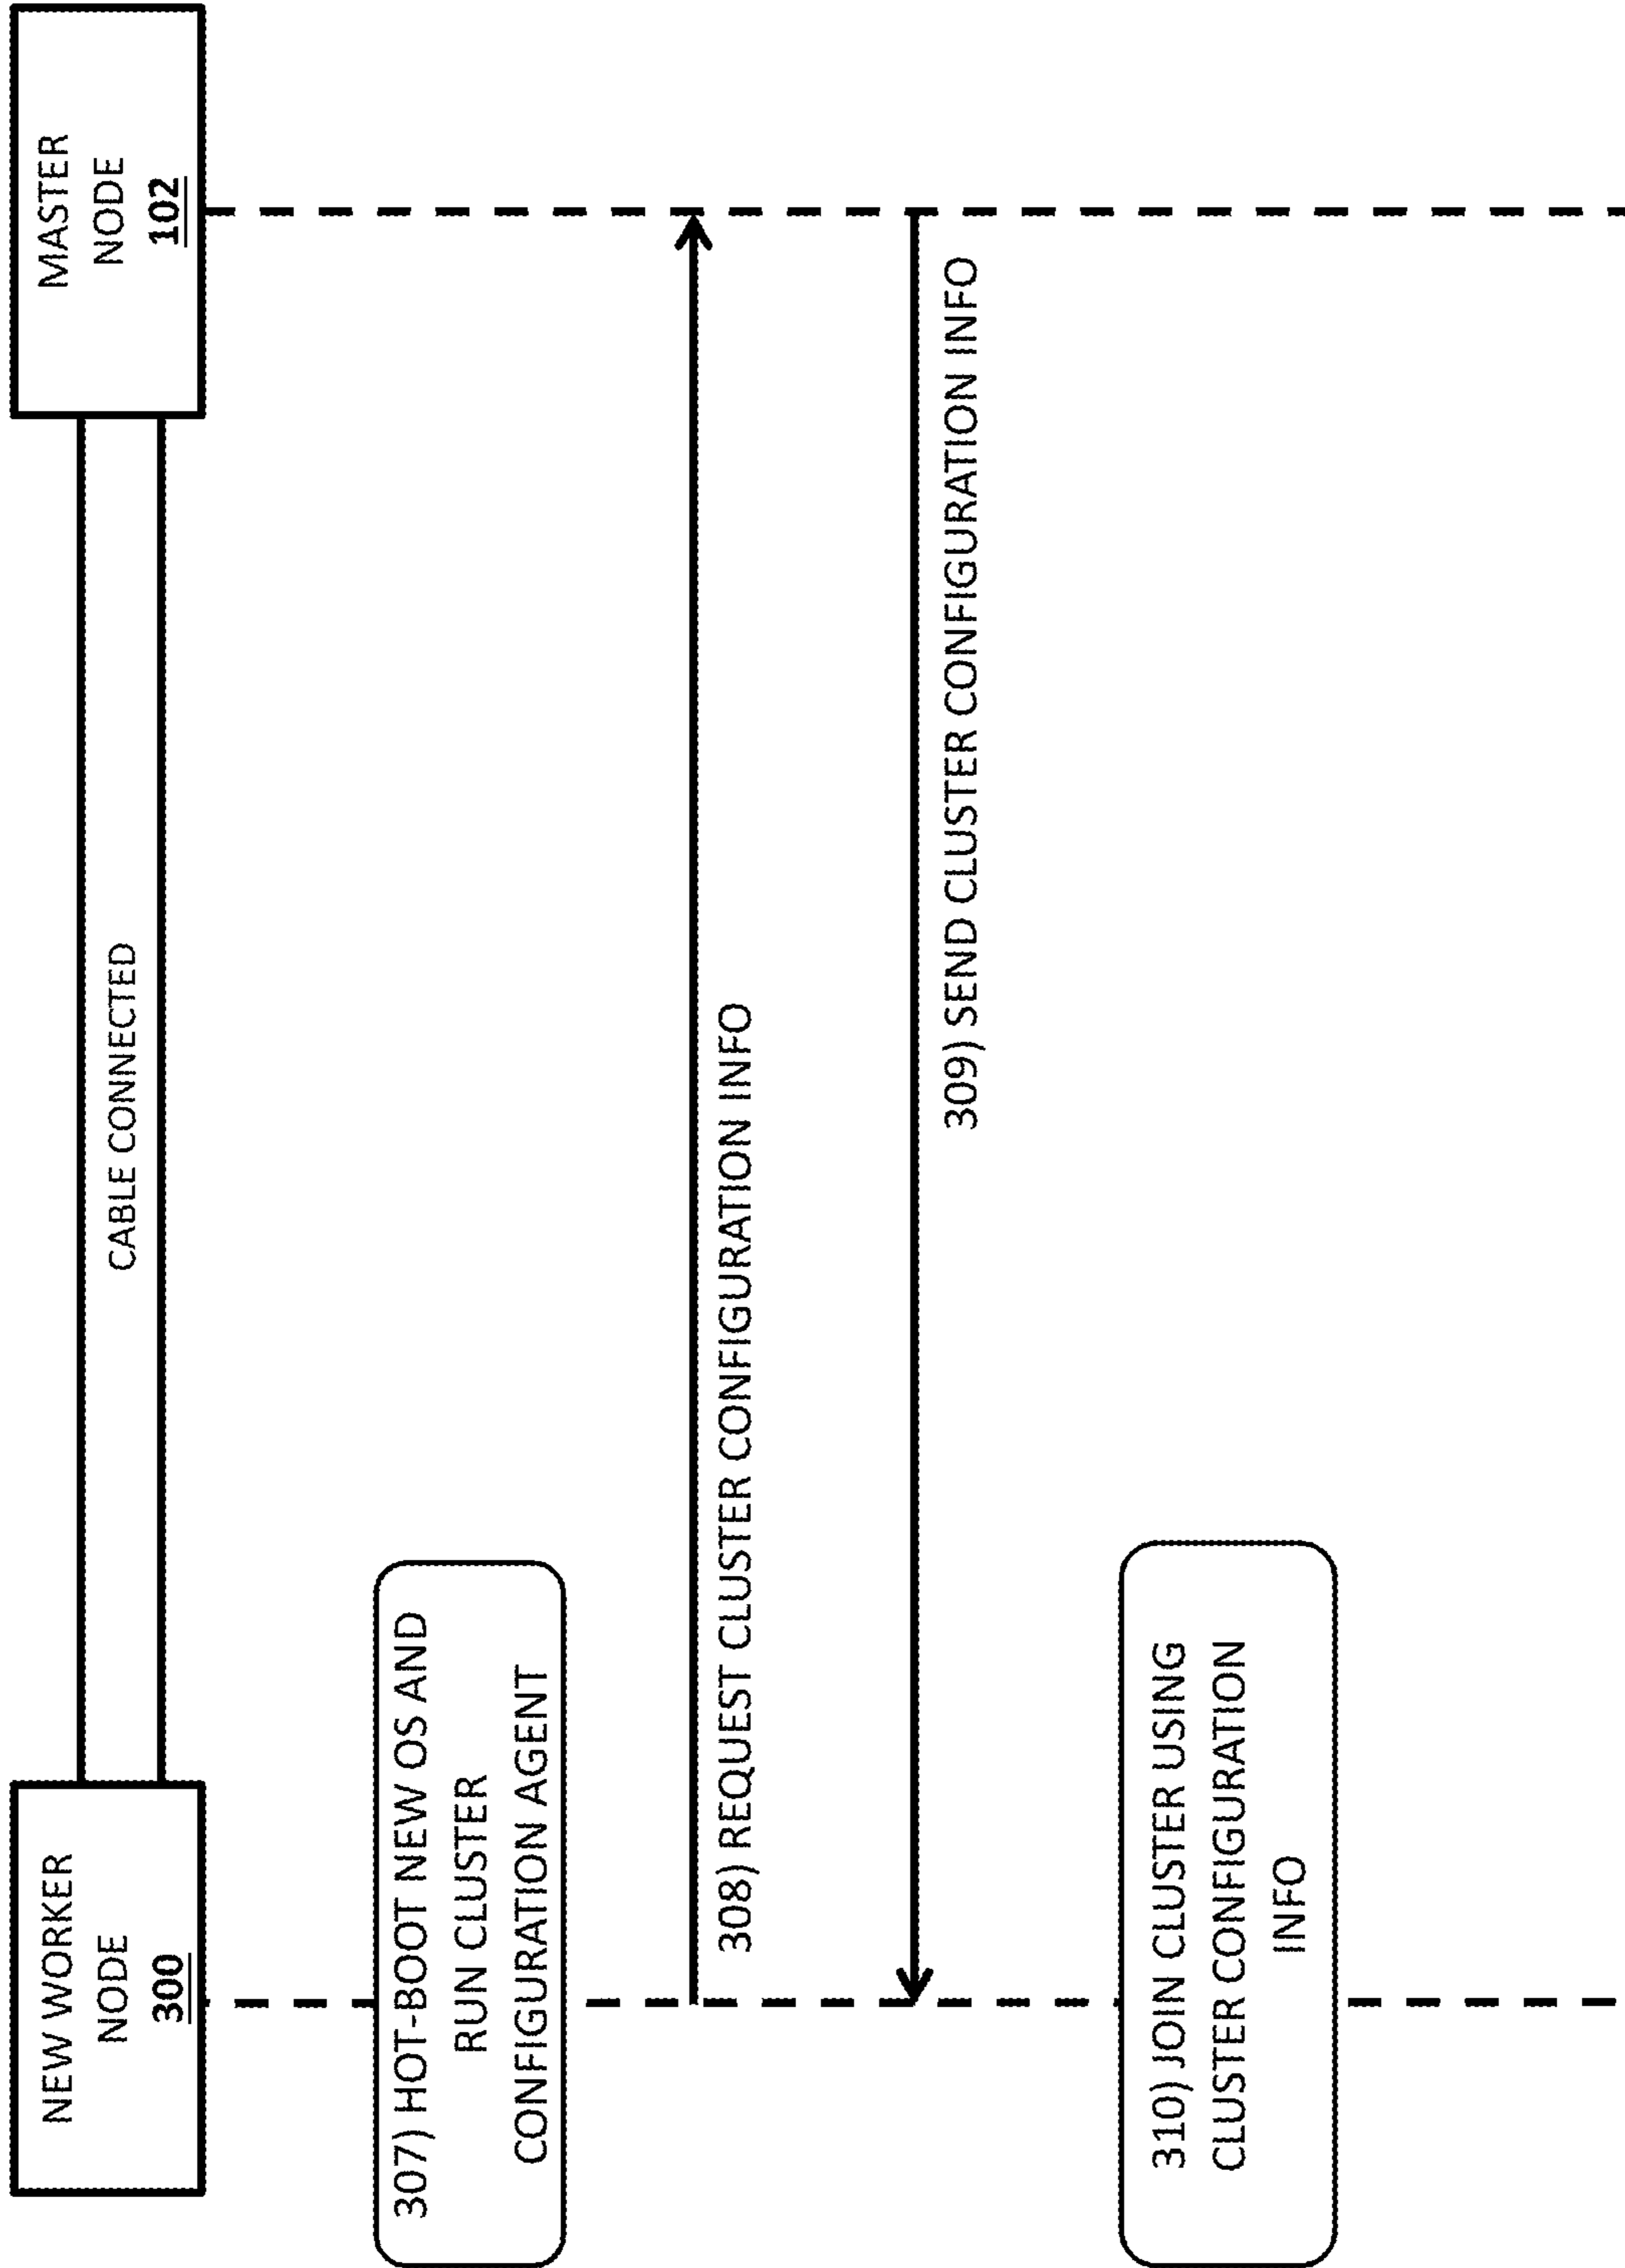 NEW WORKER
NODE
300
CABLE CONNECTED
MASTER
NODE
102
307) HOT-BOOT NEW OS AND
RUN CLUSTER
CONFIGURATION AGENT
308) REQUEST CLUSTER CONFIGURATION INFO
309) SEND CLUSTER CONFIGURATION INFO
310) JOIN CLUSTER USING
CLUSTER CONFIGURATION
INFO